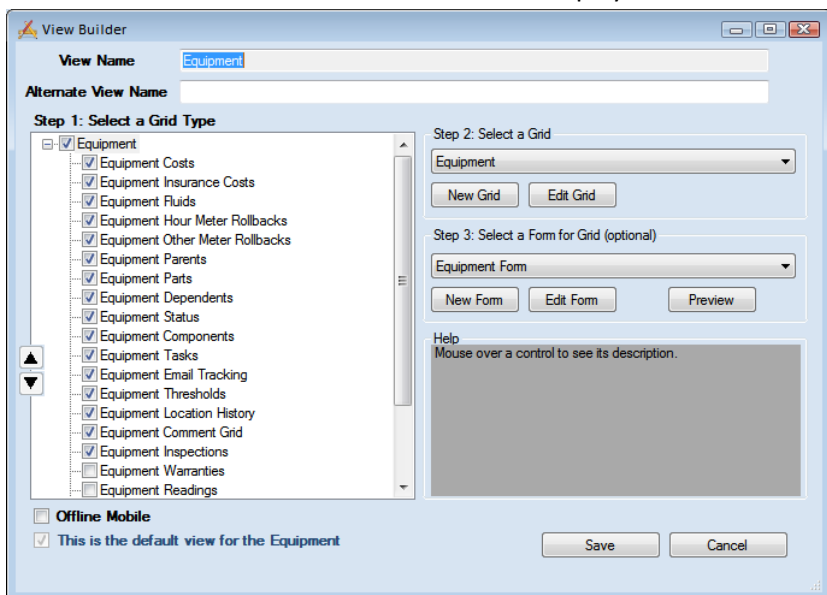 View Builder
View Name Equipment
Alternate View Name
Step 1: Select a Grid Type
Equipment
Equipment Costs
Equipment Insurance Costs
Equipment Fluids
Equipment Hour Meter Rollbacks
Equipment Other Meter Rollbacks
Equipment Parents
Equipment Parts
Equipment Dependents
Equipment Status
Equipment Components
Equipment Tasks
Equipment Email Tracking
Equipment Thresholds
Equipment Location History
Equipment Comment Grid
Equipment Inspections
Equipment Warranties
Equipment Readings
Step 2: Select a Grid
Equipment
New Grid Edit Grid
Step 3: Select a Form for Grid (optional)
Equipment Form
New Form Edit Form Preview
Help
Mouse over a control to see its description.
Offline Mobile
This is the default view for the Equipment
Save Cancel